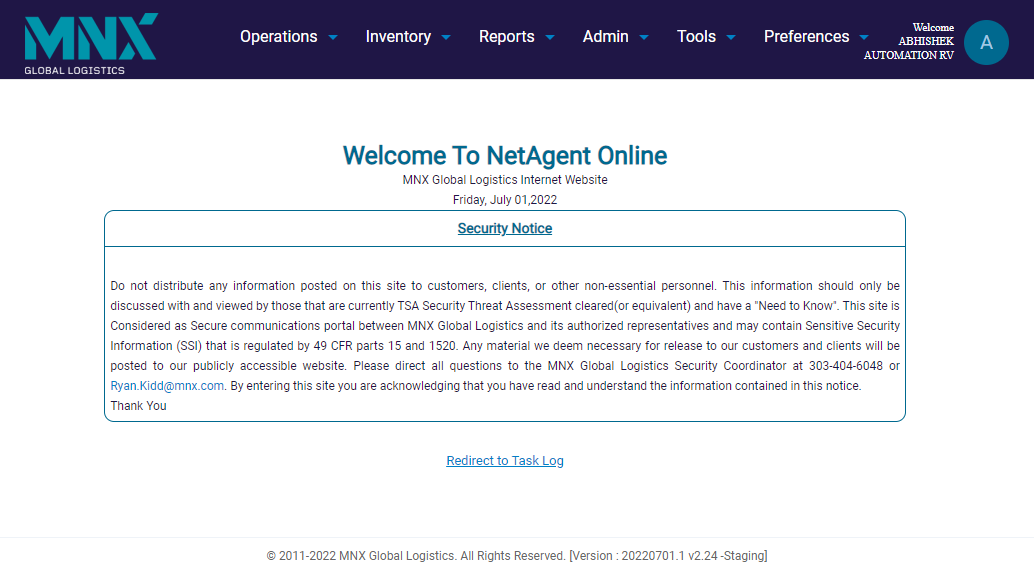 MNX
GLOBAL LOGISTICS
Operations
Inventory
Reports
Admin
Tools
Preferences
Welcome
ABHISHEK
AUTOMATION RV
A
Welcome To NetAgent Online
MNX Global Logistics Internet Website
Friday, July 01,2022
Security Notice
Do not distribute any information posted on this site to customers, clients, or other non-essential personnel. This information should only be
discussed with and viewed by those that are currently TSA Security Threat Assessment cleared(or equivalent) and have a "Need to Know". This site is
Considered as Secure communications portal between MNX Global Logistics and its authorized representatives and may contain Sensitive Security
Information (SSI) that is regulated by 49 CFR parts 15 and 1520. Any material we deem necessary for release to our customers and clients will be
posted to our publicly accessible website. Please direct all questions to the MNX Global Logistics Security Coordinator at 303-404-6048 or
Ryan.Kidd@mnx.com. By entering this site you are acknowledging that you have read and understand the information contained in this notice.
Thank You
Redirect to Task Log
© 2011-2022 MNX Global Logistics. All Rights Reserved. [Version : 20220701.1 v2.24 -Staging]